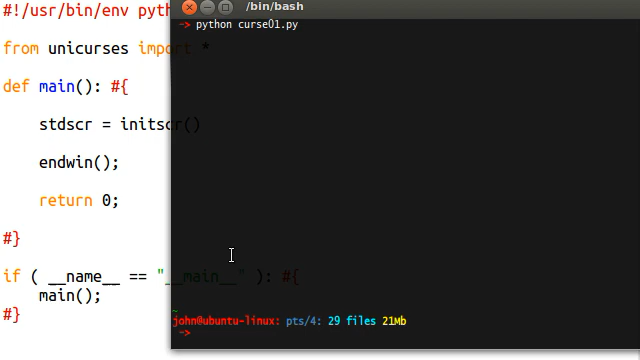 #!/usr/bin/env pyth
/bin/bash
-> python curse01.py
from unicurses import *
def main(): #{
stdscr = initscr()
endwin();
return 0;
#}
if ( __name__ == "__main__" ): #{
main();
#}
~
john@ubuntu-linux: pts/4: 29 files 21Mb
->